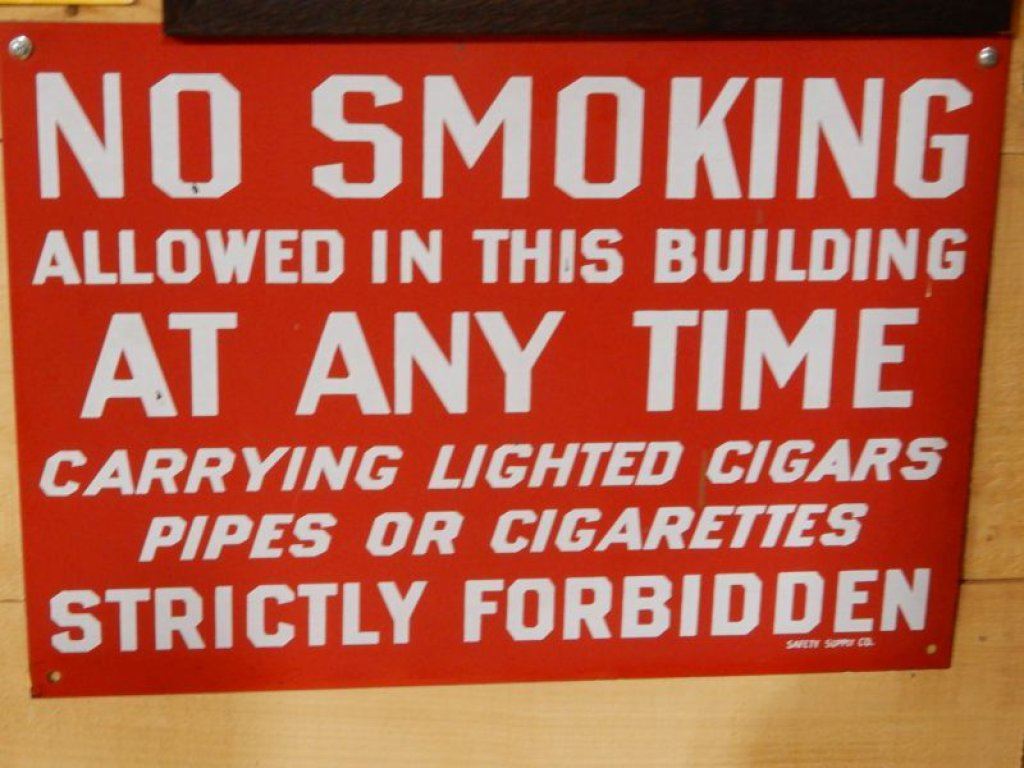 NO SMOKING
ALLOWED IN THIS BUILDING
AT ANY TIME
CARRYING LIGHTED CIGARS
PIPES OR CIGARETTES
STRICTLY FORBIDDEN
SAFETY SUPPLY CO.